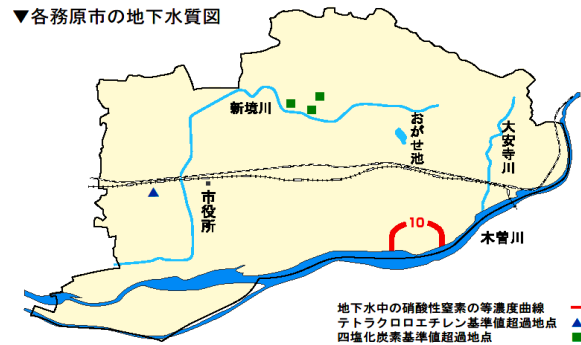 ▼各務原市の地下水質図
新境川
おがせ池
大安寺川
市役所
10
木曽川
地下水中の硝酸性窒素の等濃度曲線
テトラクロロエチレン基準値超過地点
四塩化炭素基準値超過地点